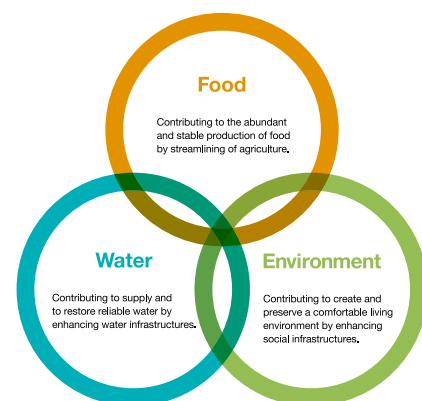 Food
Contributing to the abundant
and stable production of food
by streamlining of agriculture.
Water
Contributing to supply and
to restore reliable water by
enhancing water infrastructures.
Environment
Contributing to create and
preserve a comfortable living
environment by enhancing
social infrastructures.